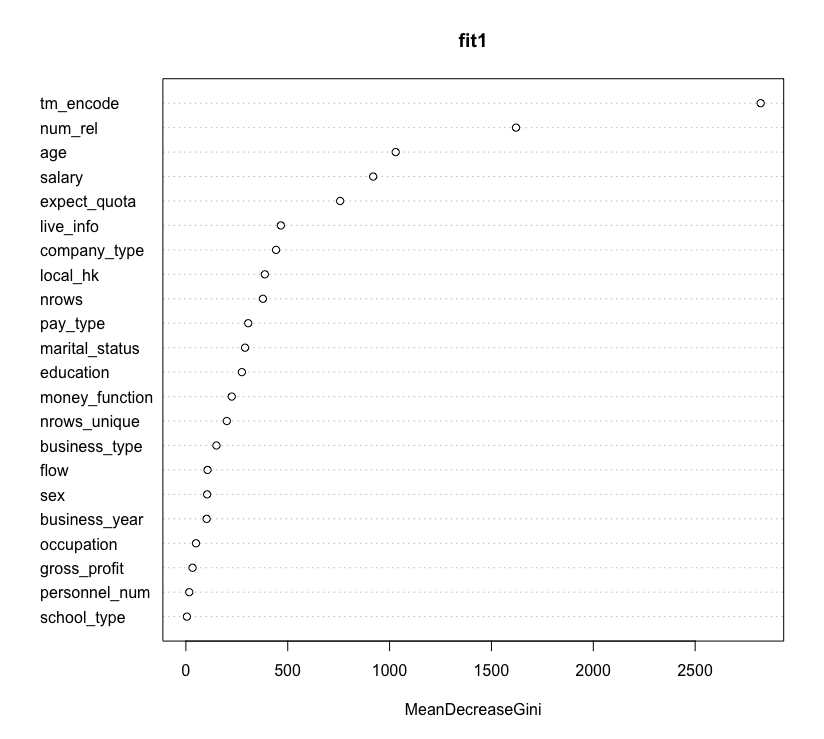 fit1
tm_encode
num_rel
age
salary
expect_quota
live_info
company_type
local_hk
nrows
pay_type
marital_status
education
money_function
nrows_unique
business_type
flow
sex
business_year
occupation
gross_profit
personnel_num
school_type
0 500 1000 1500 2000 2500
MeanDecreaseGini